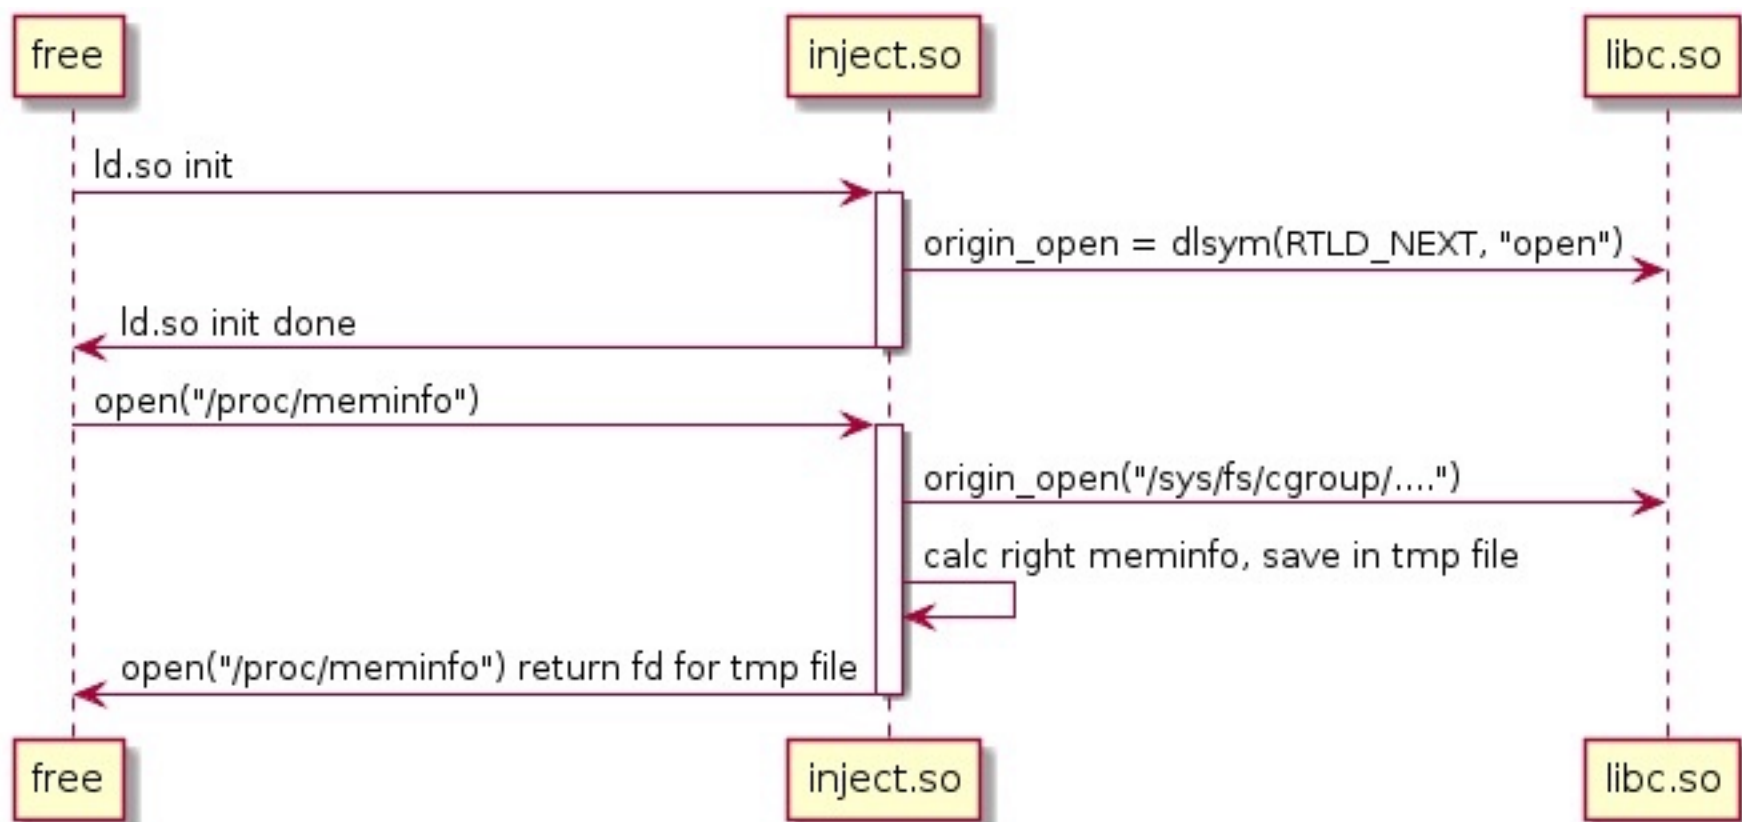 free
inject.so
libc.so
ld.so init
origin_open = dlsym(RTLD_NEXT, "open")
ld.so init done
open("/proc/meminfo")
origin_open("/sys/fs/cgroup/....")
calc right meminfo, save in tmp file
open("/proc/meminfo") return fd for tmp file
free
inject.so
libc.so